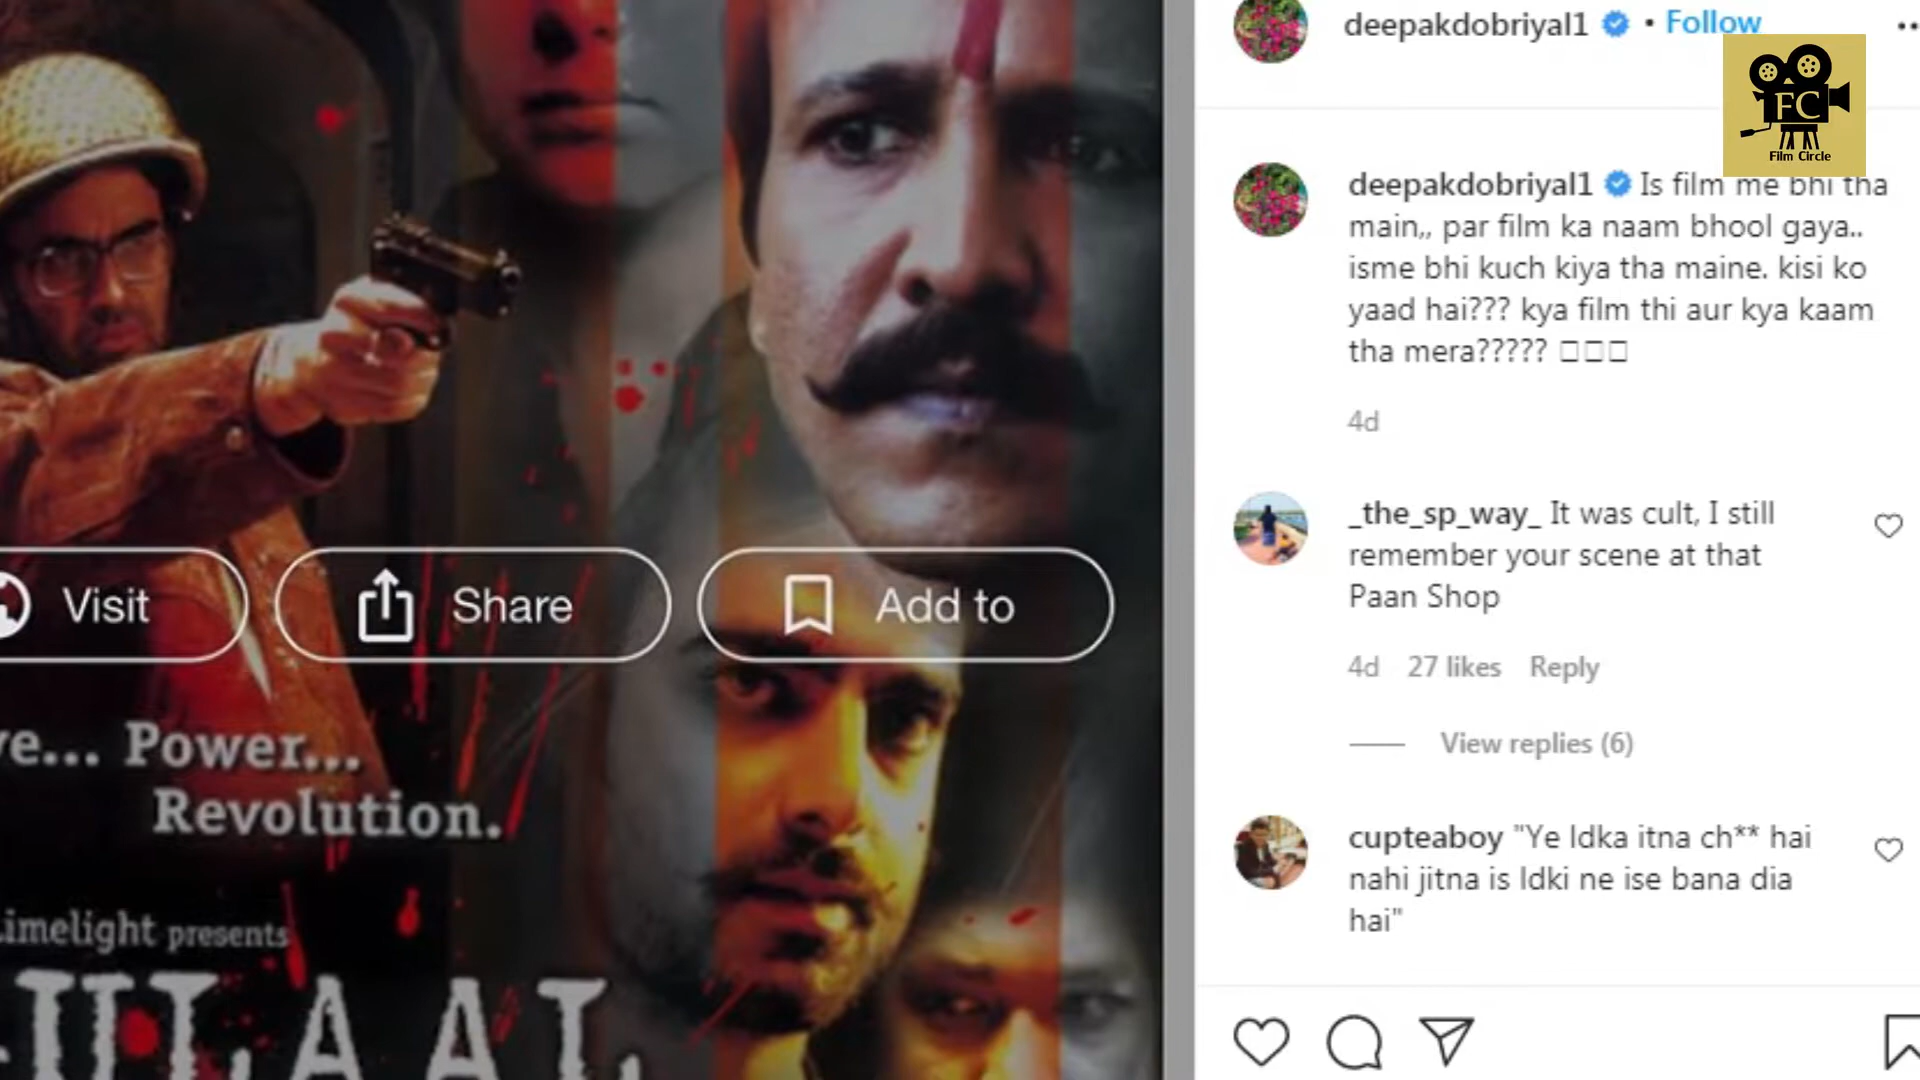 Visit
Share
Add to
ve... Power...
Revolution.
Limelight presents
ULAAL
deepakdobriyal1 • Follow
FC
Film Circle
deepakdobriyal1 Is film me bhi tha
main,, par film ka naam bhool gaya..
isme bhi kuch kiya tha maine. kisi ko
yaad hai??? kya film thi aur kya kaam
tha mera????? □□□
4d
_the_sp_way_ It was cult, I still
remember your scene at that
Paan Shop
4d 27 likes Reply
View replies (6)
cupteaboy "Ye ldka itna ch** hai
nahi jitna is ldki ne ise bana dia
hai"